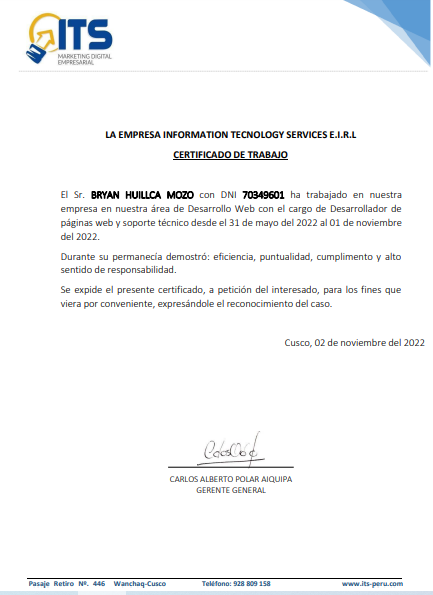 ITS
MARKETING DIGITAL
EMPRESARIAL
LA EMPRESA INFORMATION TECNOLOGY SERVICES E.I.R.L
CERTIFICADO DE TRABAJO
El Sr. BRYAN HUILLCA MOZO con DNI 70349601 ha trabajado en nuestra
empresa en nuestra área de Desarrollo Web con el cargo de Desarrollador de
páginas web y soporte técnico desde el 31 de mayo del 2022 al 01 de noviembre
del 2022.
Durante su permanecía demostró: eficiencia, puntualidad, cumplimento y alto
sentido de responsabilidad.
Se expide el presente certificado, a petición del interesado, para los fines que
viera por conveniente, expresándole el reconocimiento del caso.
Cusco, 02 de noviembre del 2022
CARLOS ALBERTO POLAR AIQUIPA
GERENTE GENERAL
Pasaje Retiro Nº. 446 Wanchaq-Cusco Teléfono: 928 809 158 www.its-peru.com